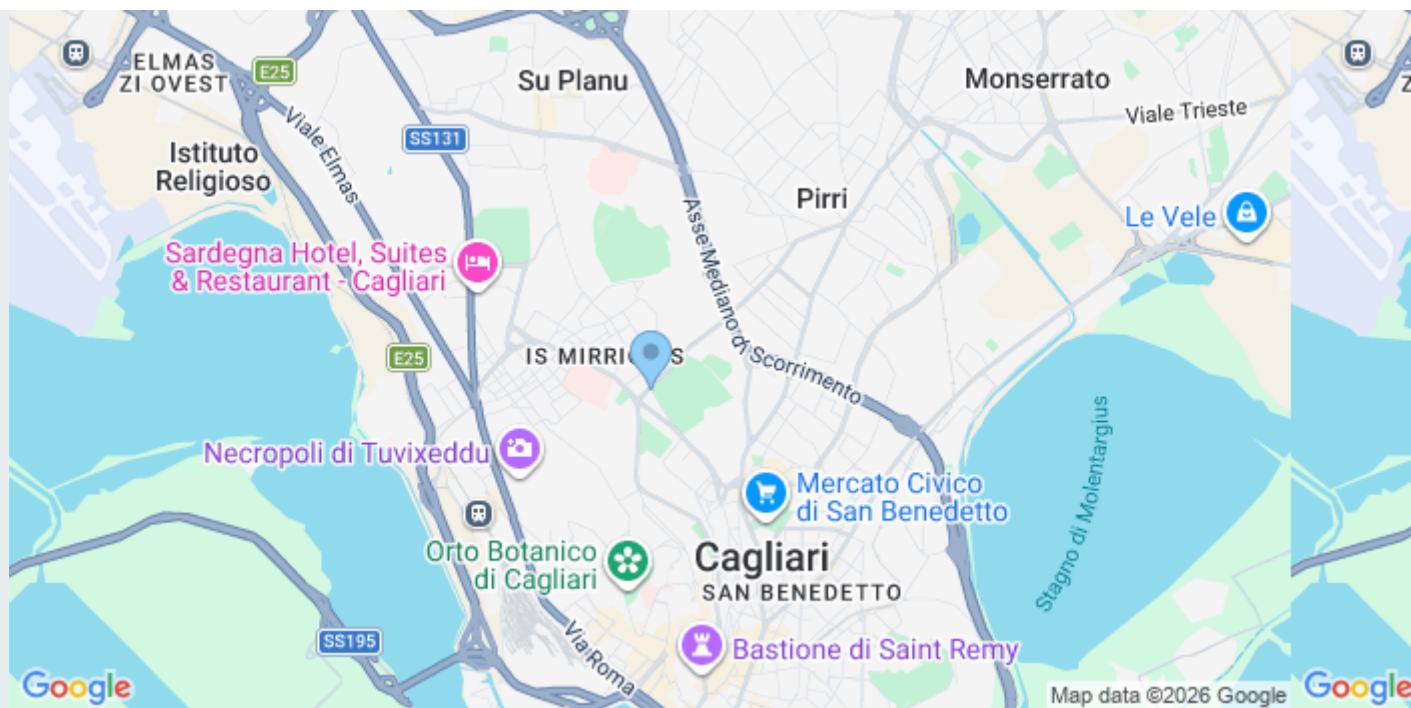 ELMAS
ZI OVEST
E25
Su Planu
Monserrato
Viale Trieste
Viale Elmas
SS131
Istituto
Religioso
Pirri
Le Vele
Asse Mediano di Scorrimento
Sardegna Hotel, Suites
& Restaurant - Cagliari
E25
Necropoli di Tuvixeddu
Mercato Civico
di San Benedetto
Stagno di Molentargius
Orto Botanico
di Cagliari
Cagliari
SAN BENEDETTO
SS195
Via Roma
Bastione di Saint Remy
Google
Map data ©2026 Google
Google